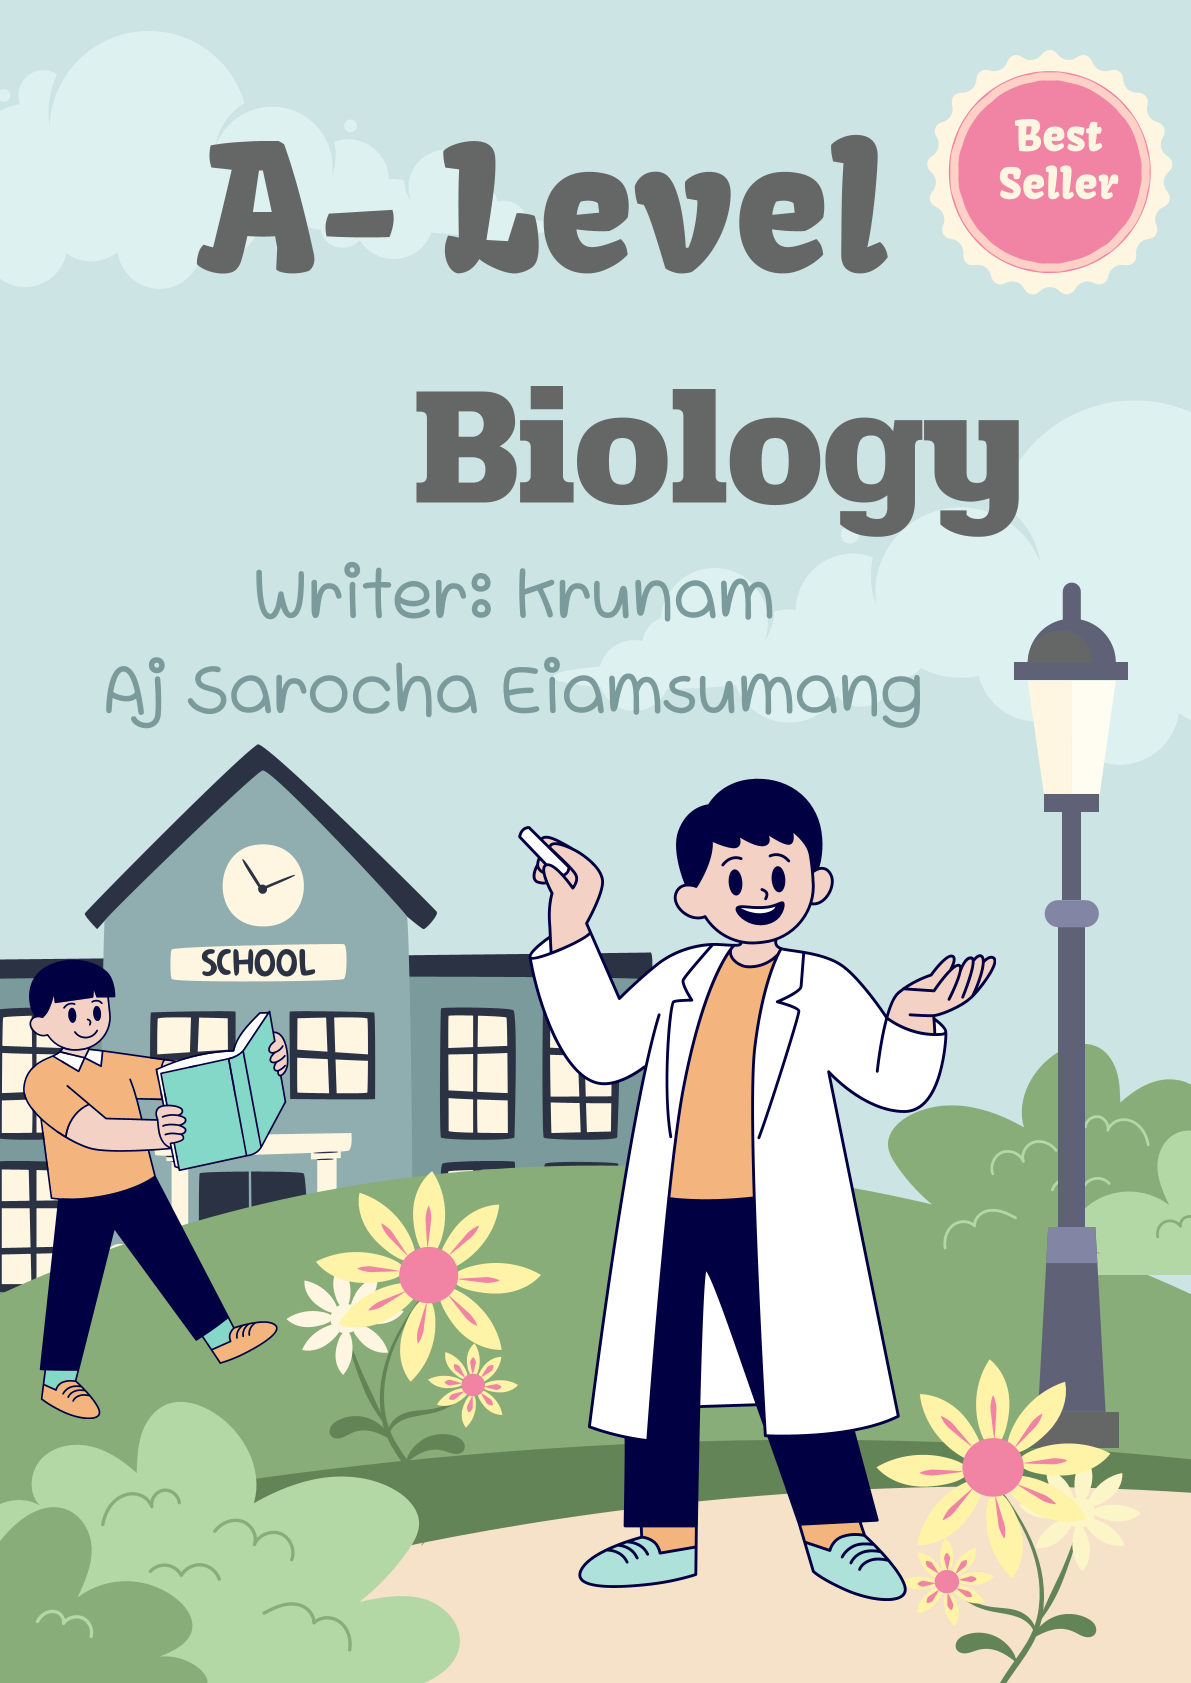 A- Level
Best
Seller
Biology
Writer: Krunam
Aj Sarocha Eiamsumang
SCHOOL